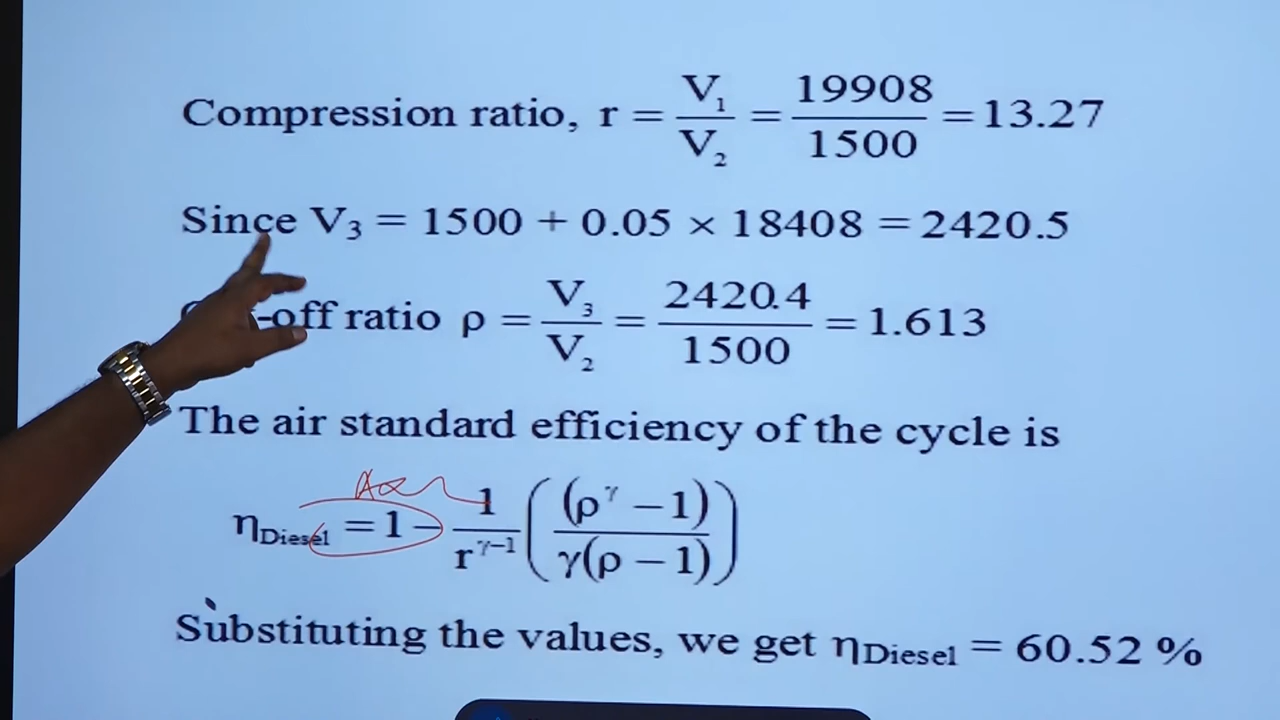 Compression ratio, r = V₁/V₂ = 19908/1500 = 13.27
Since V₃ = 1500 + 0.05 × 18408 = 2420.5
-off ratio ρ = V₃/V₂ = 2420.4/1500 = 1.613
The air standard efficiency of the cycle is
η_Diesel = 1 − 1/r^(γ−1) ((ρ^γ − 1)/(γ(ρ − 1)))
Substituting the values, we get η_Diesel = 60.52 %